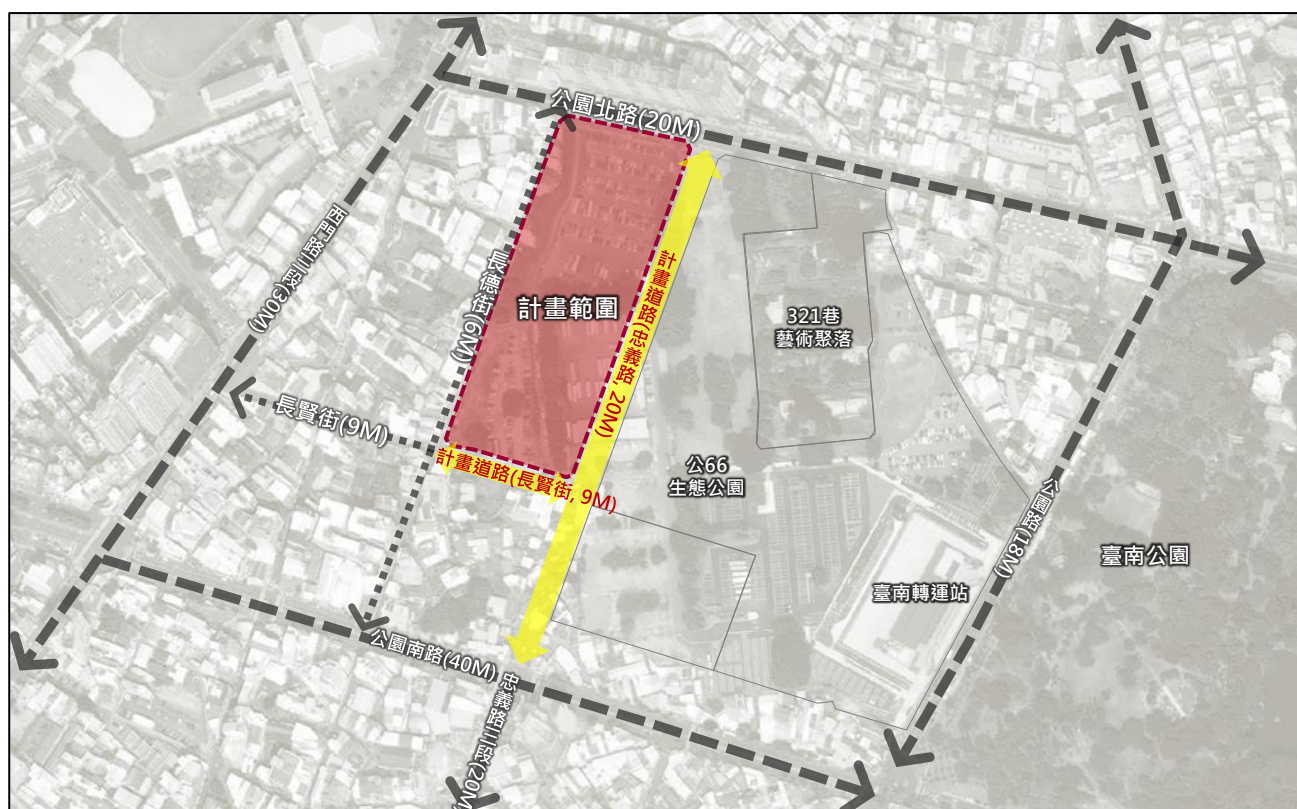 公園北路(20M)
西門路三段(30M)
長德街(6M)
計畫範圍
計畫道路(忠義路, 20M)
321巷
藝術聚落
長賢街(9M)
計畫道路(長賢街, 9M)
公66
生態公園
公園路(18M)
臺南公園
臺南轉運站
公園南路(40M)
忠義路三段(20M)